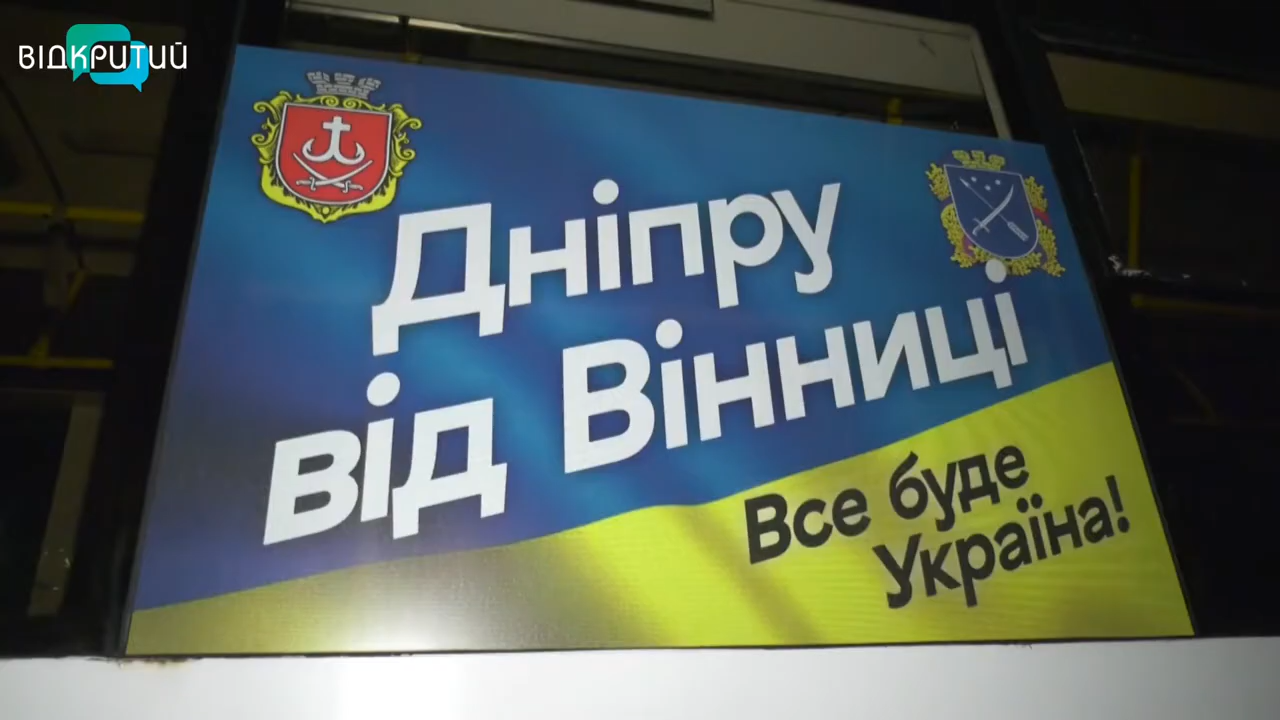 ВІДКРИТИЙ
Дніпру
від Вінниці
Все буде
Україна!